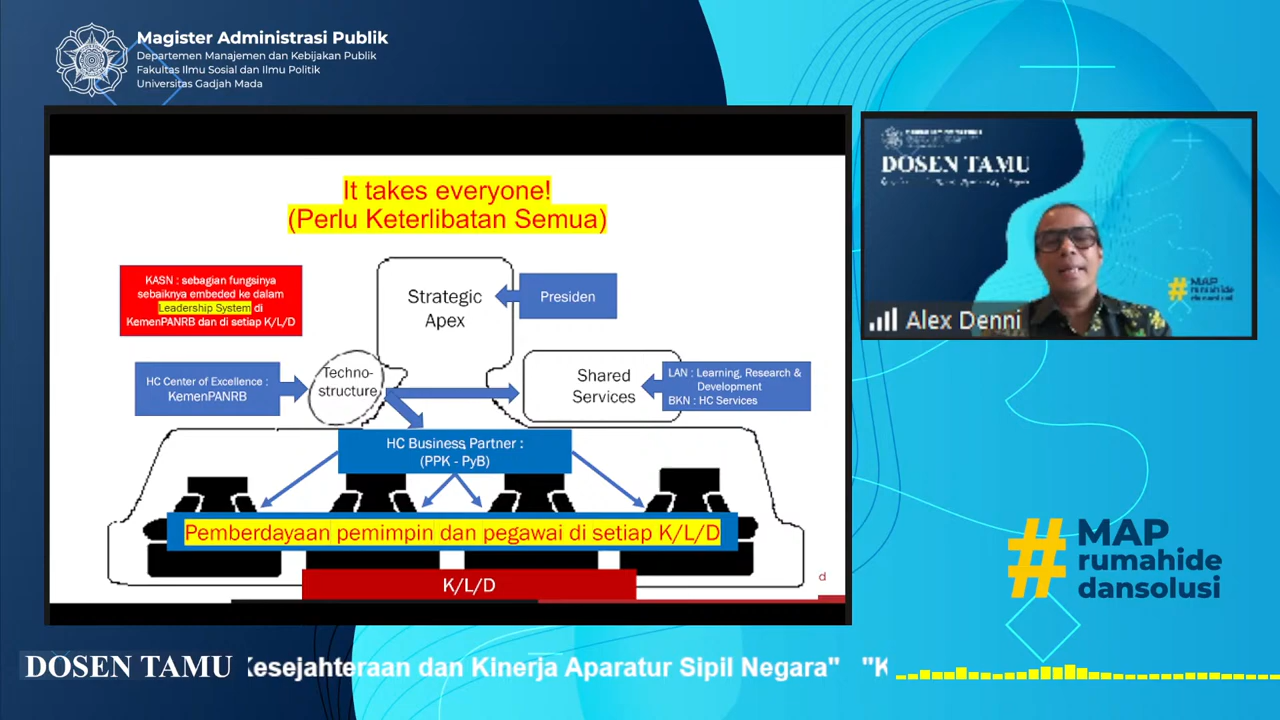 Magister Administrasi Publik
Departemen Manajemen dan Kebijakan Publik
Fakultas Ilmu Sosial dan Ilmu Politik
Universitas Gadjah Mada
It takes everyone!
(Perlu Keterlibatan Semua)
KASN : sebagian fungsinya
sebaiknya embeded ke dalam
Leadership System di
KemenPANRB dan di setiap K/L/D
Strategic
Apex
Presiden
HC Center of Excellence :
KemenPANRB
Techno-
structure
Shared
Services
LAN : Learning, Research &
Development
BKN : HC Services
HC Business Partner :
(PPK - PyB)
Pemberdayaan pemimpin dan pegawai di setiap K/L/D
K/L/D
d
DOSEN TAMU
MAP
rumahide
dansolusi
Alex Denni
# MAP
rumahide
dansolusi
DOSEN TAMU
Kesejahteraan dan Kinerja Aparatur Sipil Negara" "K